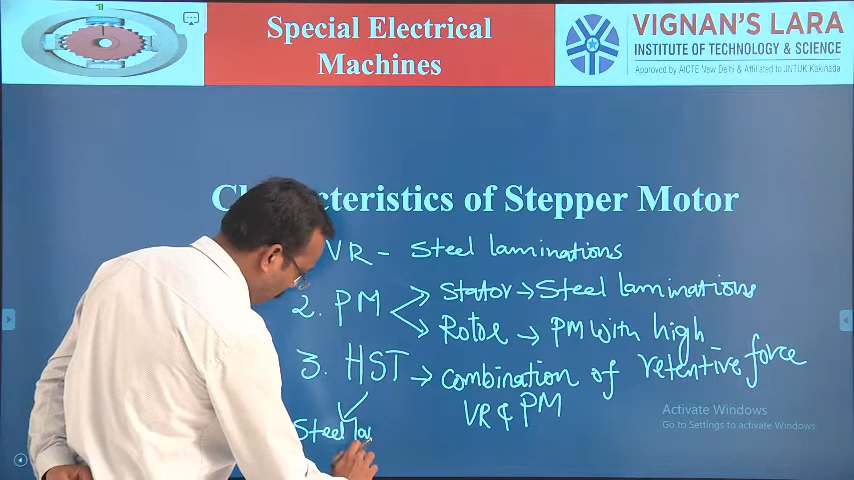 Special Electrical
Machines
VIGNAN'S LARA
INSTITUTE OF TECHNOLOGY & SCIENCE
Approved by AICTE New Delhi & Affiliated to JNTUK Kakinada
Characteristics of Stepper Motor
VR - Steel laminations
2. PM Stator → Steel laminations
Rotor → PM with high
retentive force
3. HST → combination of
VR & PM
Steel la
Activate Windows
Go to Settings to activate Windows.